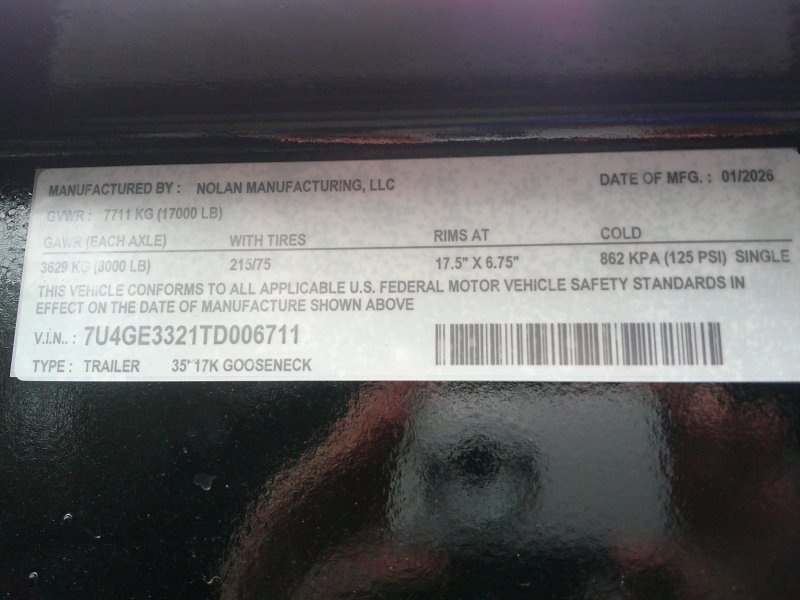 MANUFACTURED BY : NOLAN MANUFACTURING, LLC DATE OF MFG. : 01/2026
GVWR : 7711 KG (17000 LB)
GAWR (EACH AXLE) WITH TIRES RIMS AT COLD
3629 KG (8000 LB) 215/75 17.5" X 6.75" 862 KPA (125 PSI) SINGLE
THIS VEHICLE CONFORMS TO ALL APPLICABLE U.S. FEDERAL MOTOR VEHICLE SAFETY STANDARDS IN
EFFECT ON THE DATE OF MANUFACTURE SHOWN ABOVE
V.I.N.. : 7U4GE3321TD006711
TYPE : TRAILER 35' 17K GOOSENECK